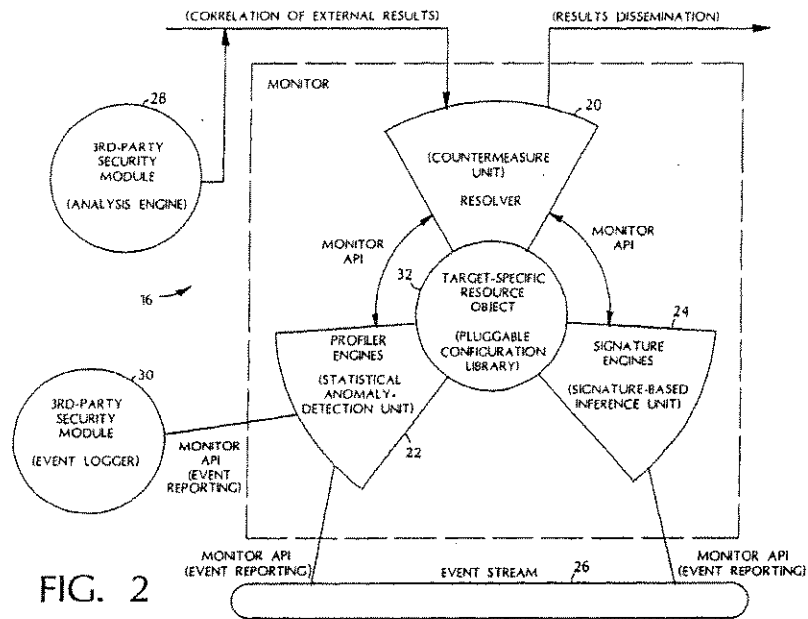 (CORRELATION OF EXTERNAL RESULTS)
(RESULTS DISSEMINATION)
MONITOR
28
20
3RD-PARTY
SECURITY
MODULE
(ANALYSIS ENGINE)
(COUNTERMEASURE
UNIT)
RESOLVER
MONITOR
API
MONITOR
API
16
32
TARGET-SPECIFIC
RESOURCE
OBJECT
(PLUGGABLE
CONFIGURATION
LIBRARY)
24
PROFILER
ENGINES
(STATISTICAL
ANOMALY-
DETECTION UNIT)
22
SIGNATURE
ENGINES
(SIGNATURE-BASED
INFERENCE UNIT)
30
3RD-PARTY
SECURITY
MODULE
(EVENT LOGGER)
MONITOR
API
(EVENT
REPORTING)
MONITOR API
(EVENT REPORTING)
EVENT STREAM
26
MONITOR API
(EVENT REPORTING)
FIG. 2